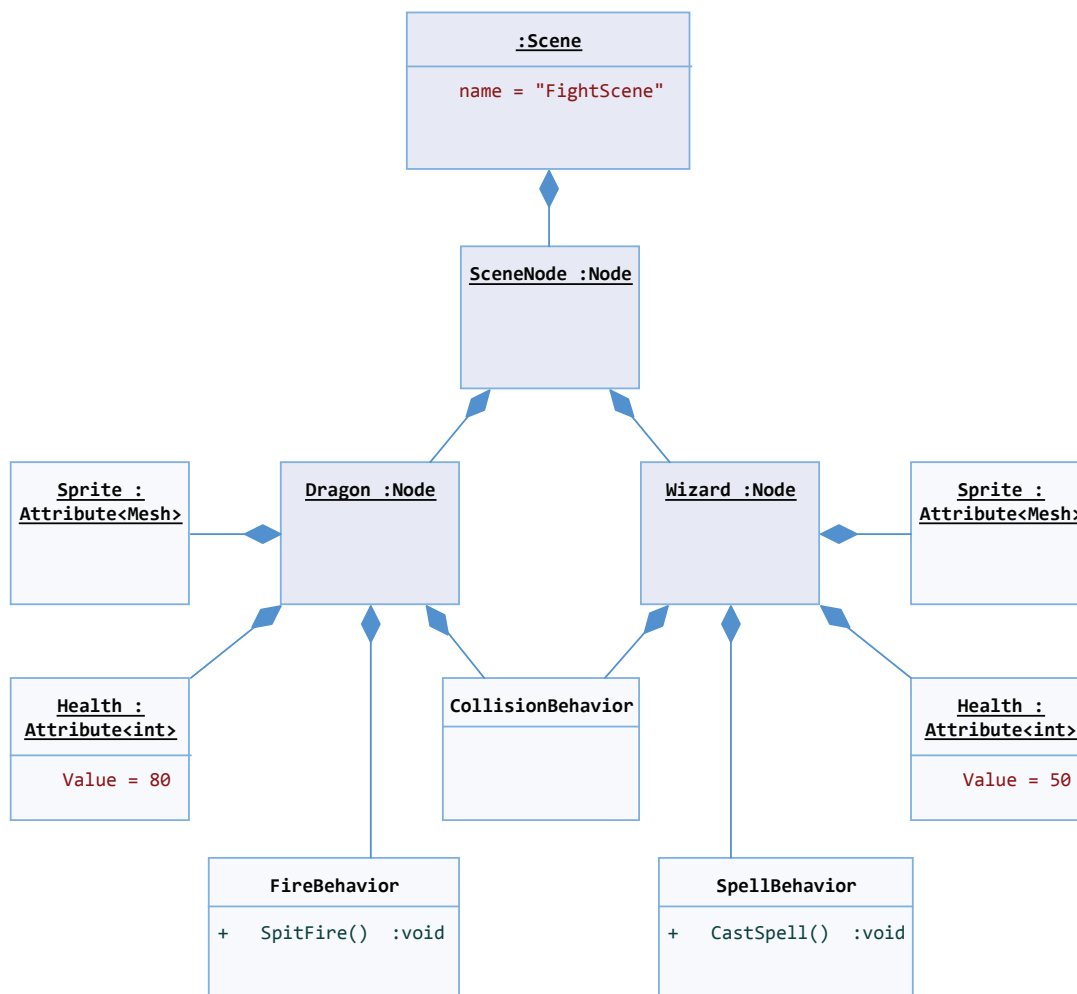 :Scene
name = "FightScene"
SceneNode :Node
Sprite :
Attribute<Mesh>
Dragon :Node
Wizard :Node
Sprite :
Attribute<Mesh>
Health :
Attribute<int>
Value = 80
CollisionBehavior
Health :
Attribute<int>
Value = 50
FireBehavior
+ SpitFire() :void
SpellBehavior
+ CastSpell() :void